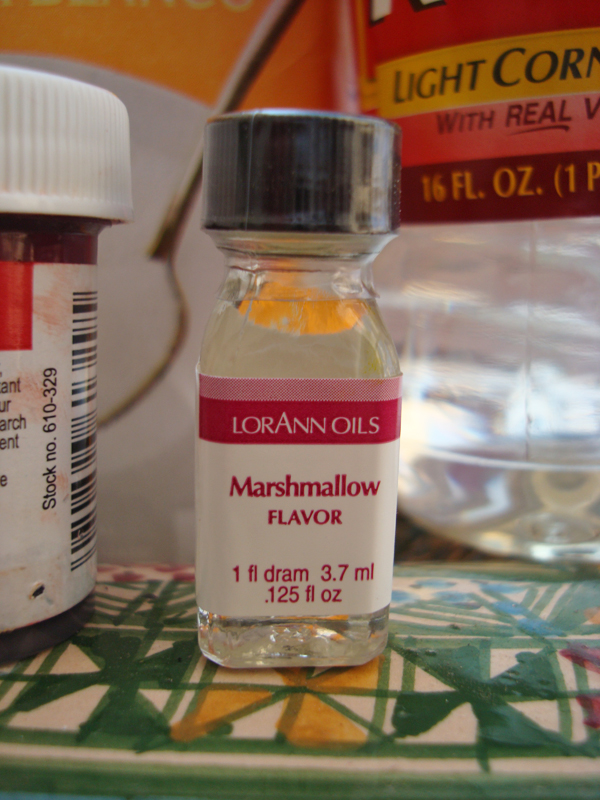 BLANCO
LIGHT CORN
WITH REAL V
16 FL. OZ. (1 P
LORANN OILS
Marshmallow
FLAVOR
1 fl dram 3.7 ml
.125 fl oz
Stock no. 610-329